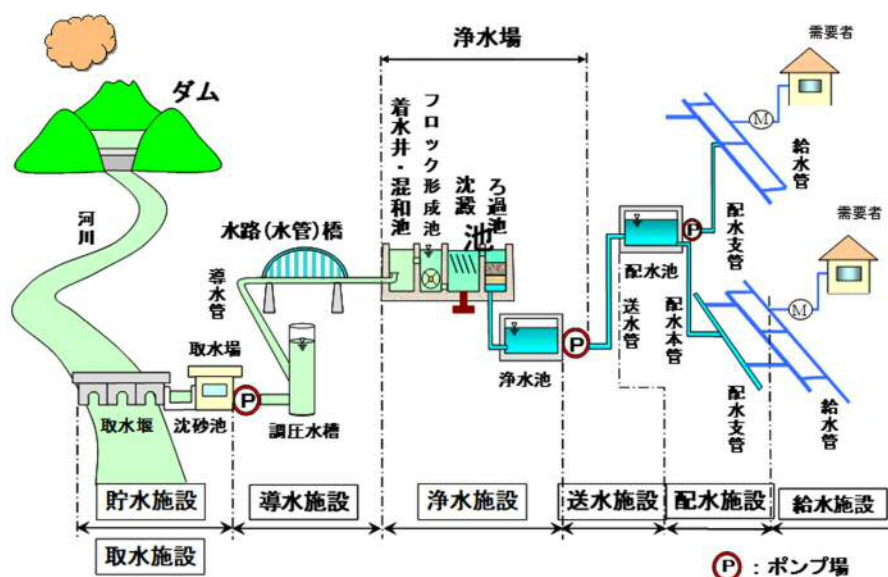 浄水場
需要者
ダム
着水井・混和池
フロック形成池
沈澱池
ろ過池
M
給水管
河川
水路(水管)橋
P
配水池
配水支管
需要者
導水管
送水管
配水本管
M
取水場
P
浄水池
配水支管
給水管
取水堰
沈砂池
P
調圧水槽
貯水施設
導水施設
浄水施設
送水施設
配水施設
給水施設
取水施設
P:ポンプ場